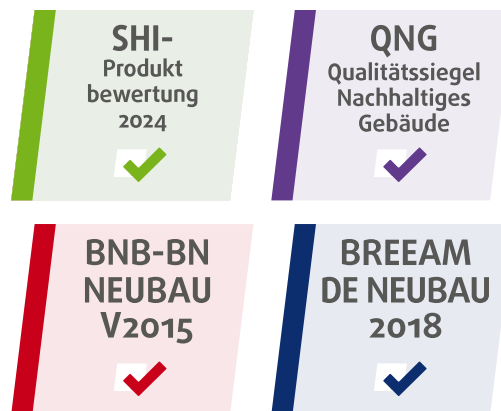 SHI-
Produkt
bewertung
2024
QNG
Qualitätssiegel
Nachhaltiges
Gebäude
BNB-BN
NEUBAU
V2015
BREEAM
DE NEUBAU
2018